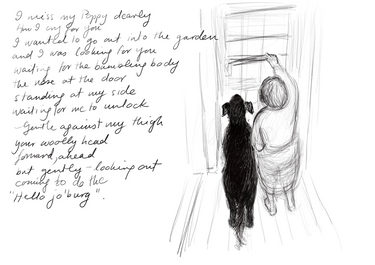 I miss my Poppy dearly
How I cry for you
I wanted to go out into the garden
and I was looking for you
waiting for the bumbling body
the nose at the door
standing at my side
waiting for me to unlock
- Gentle against my thigh
your woolly head
forward, ahead
but gently - looking out
coming to do the
"Hello Jo'burg".